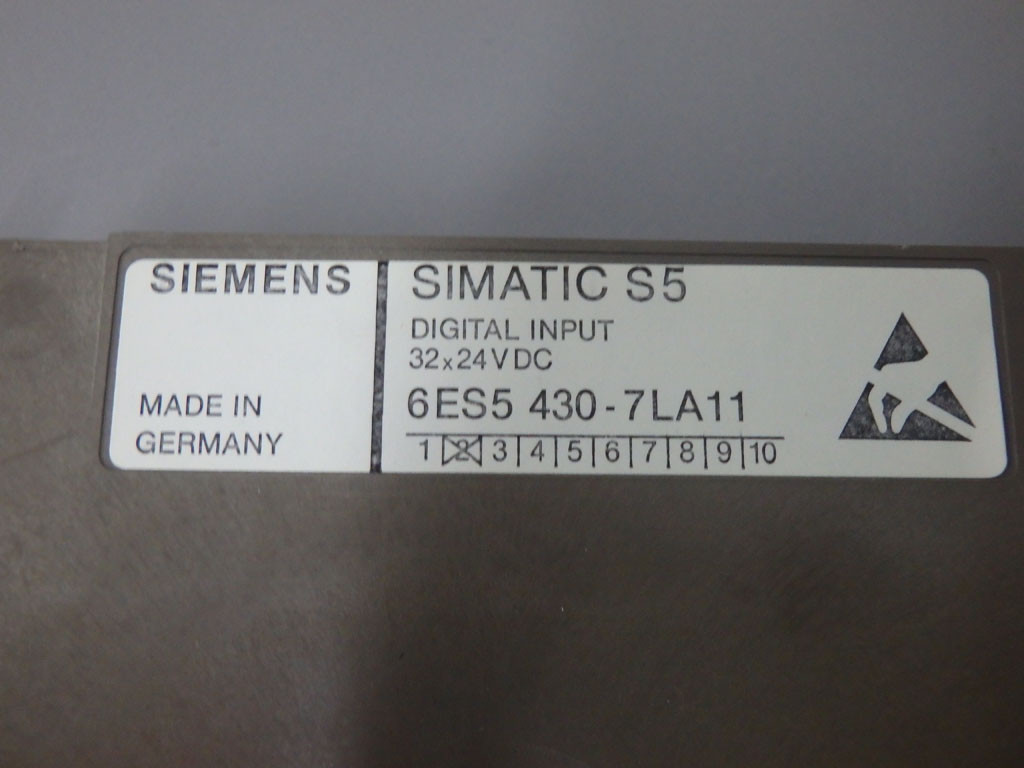 SIEMENS
MADE IN
GERMANY
SIMATIC S5
DIGITAL INPUT
32x24VDC
6ES5 430-7LA11
1 2 3 4 5 6 7 8 9 10